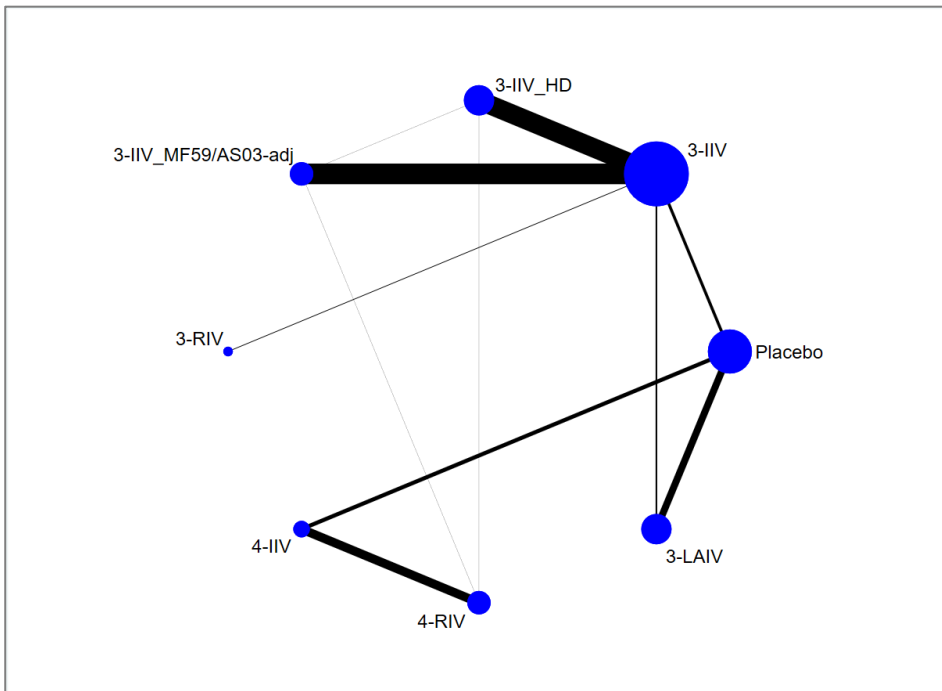 3-IIV_HD
3-IIV
3-IIV_MF59/AS03-adj
3-RIV
Placebo
4-IIV
3-LAIV
4-RIV